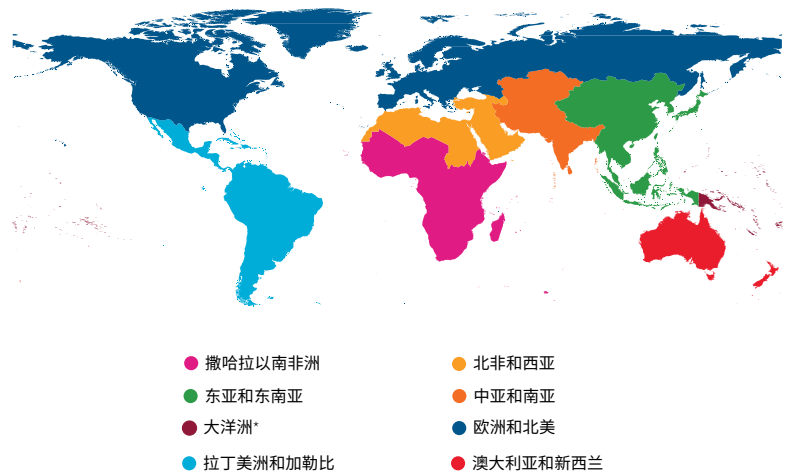 撒哈拉以南非洲
北非和西亚
东亚和东南亚
中亚和南亚
大洋洲*
欧洲和北美
拉丁美洲和加勒比
澳大利亚和新西兰